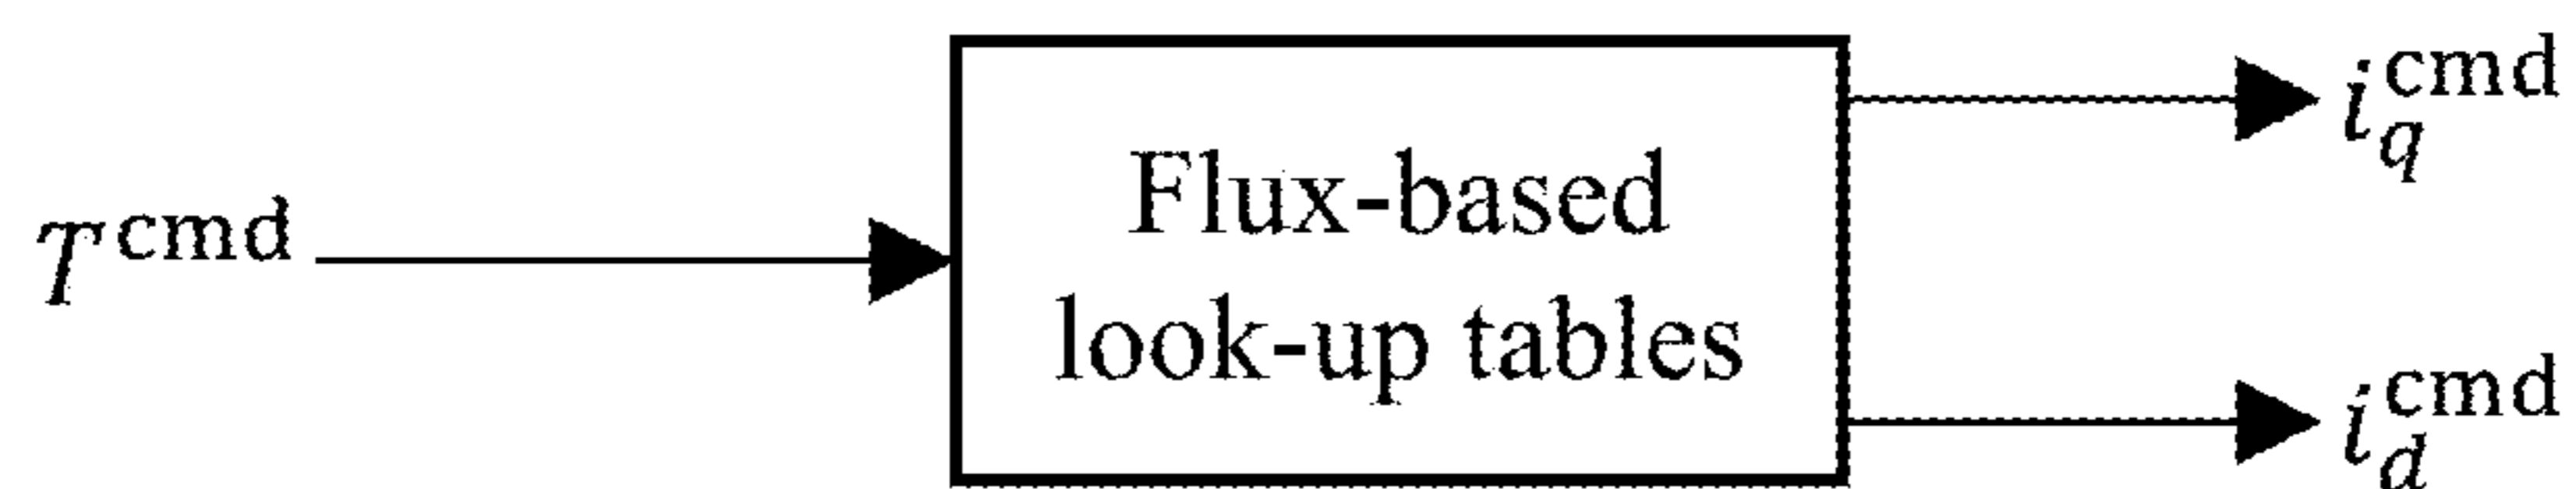 T^cmd
Flux-based
look-up tables
i_q^cmd
i_d^cmd